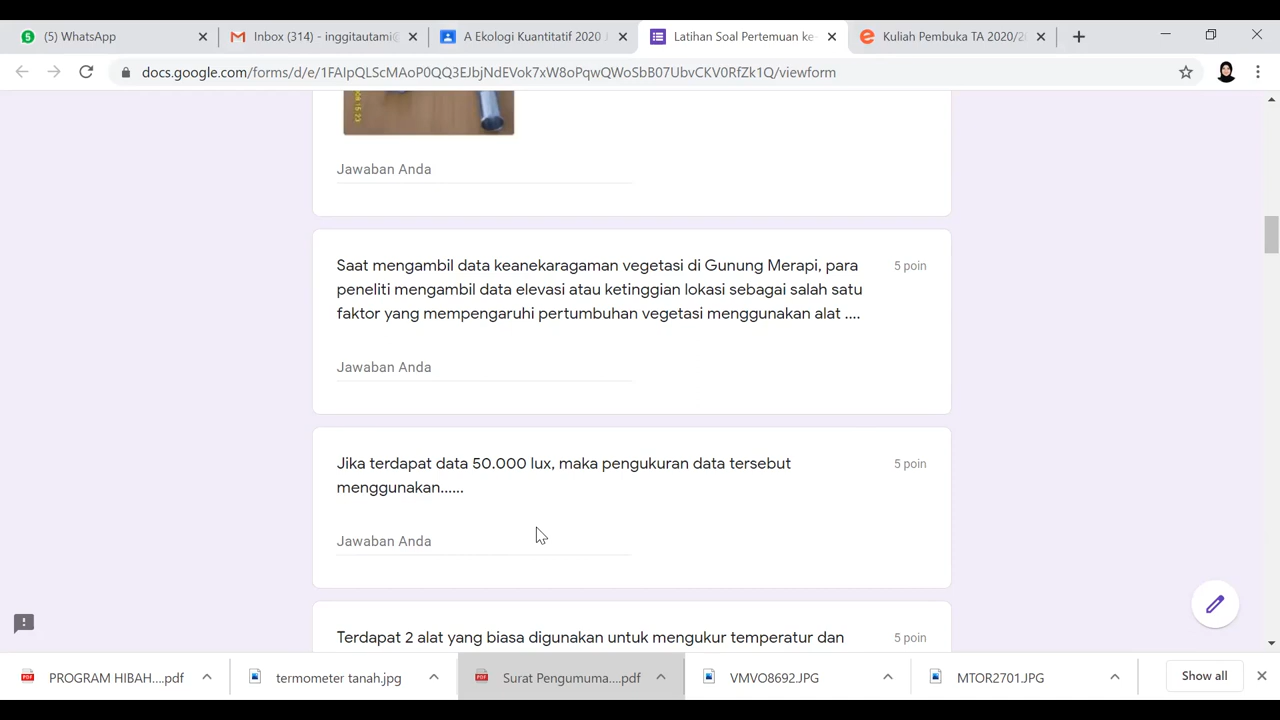 (5) WhatsApp
Inbox (314) - inggitautami@
A Ekologi Kuantitatif 2020 J
Latihan Soal Pertemuan ke-
Kuliah Pembuka TA 2020/2
docs.google.com/forms/d/e/1FAIpQLScMAoP0QQ3EJbjNdEVok7xW8oPqwQWoSbB07UbvCKV0RfZk1Q/viewform
Jawaban Anda
Saat mengambil data keanekaragaman vegetasi di Gunung Merapi, para
5 poin
peneliti mengambil data elevasi atau ketinggian lokasi sebagai salah satu
faktor yang mempengaruhi pertumbuhan vegetasi menggunakan alat ....
Jawaban Anda
Jika terdapat data 50.000 lux, maka pengukuran data tersebut
5 poin
menggunakan......
Jawaban Anda
Terdapat 2 alat yang biasa digunakan untuk mengukur temperatur dan
5 poin
PROGRAM HIBAH....pdf
termometer tanah.jpg
Surat Pengumuma....pdf
VMVO8692.JPG
MTOR2701.JPG
Show all